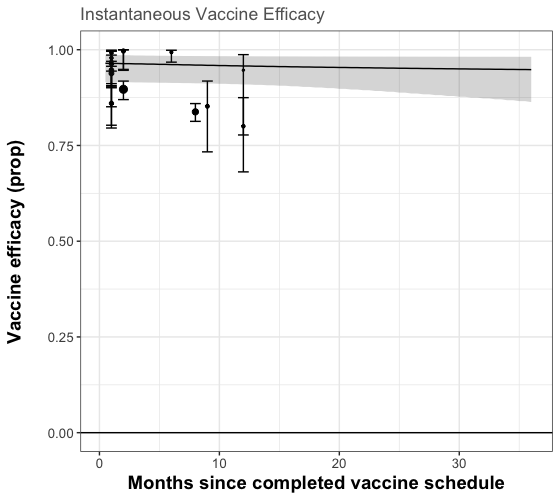 Instantaneous Vaccine Efficacy
1.00
0.75
0.50
0.25
0.00
Vaccine efficacy (prop)
0 10 20 30
Months since completed vaccine schedule